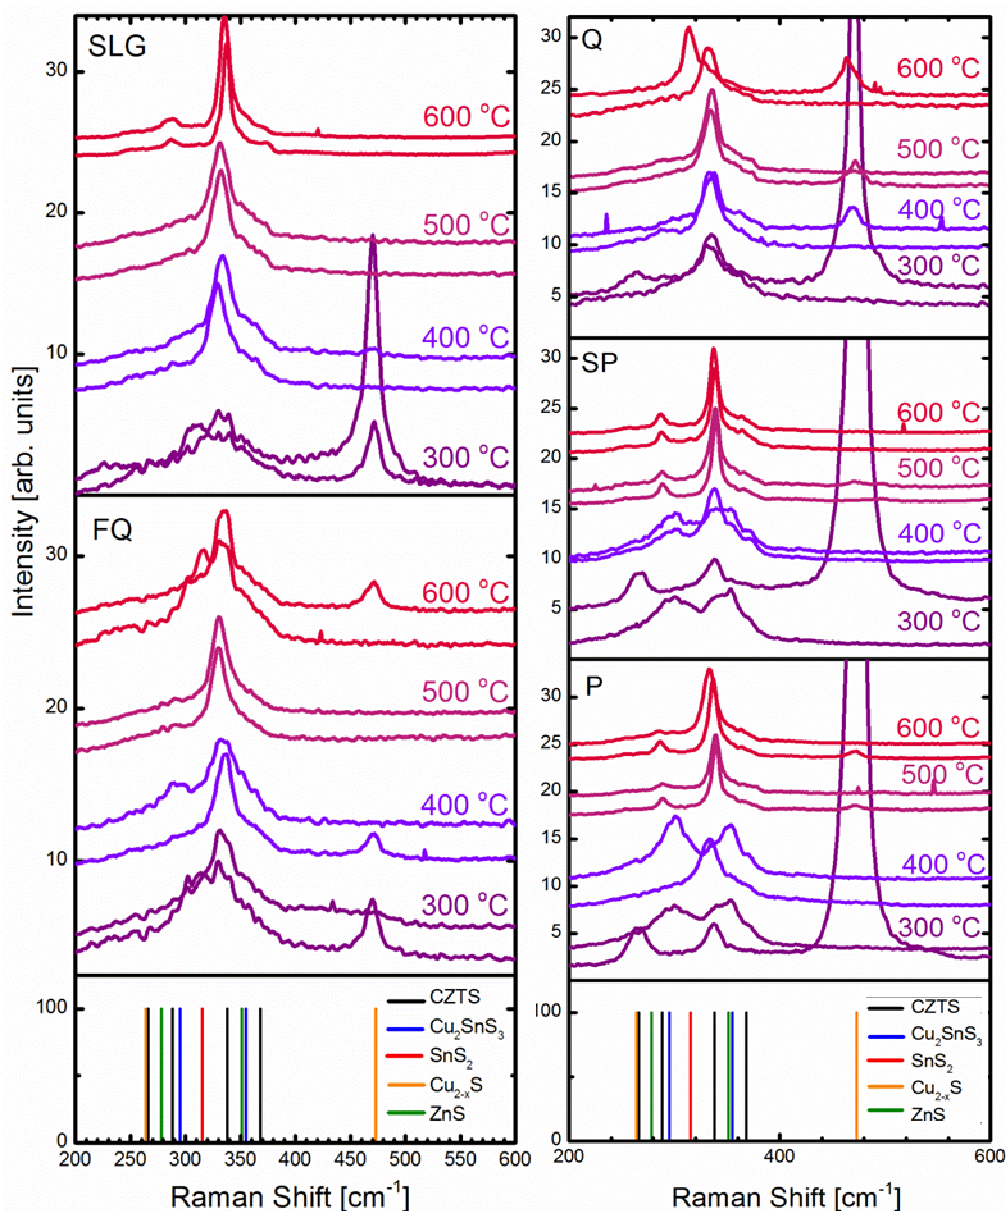 SLG
30
20
10
600 °C
500 °C
400 °C
300 °C
FQ
30
20
10
600 °C
500 °C
400 °C
300 °C
Intensity [arb. units]
100
0
CZTS
Cu₂SnS₃
SnS₂
Cu₂₋ₓS
ZnS
200 250 300 350 400 450 500 550 600
Raman Shift [cm⁻¹]
Q
30
25
20
15
10
5
600 °C
500 °C
400 °C
300 °C
SP
30
25
20
15
10
5
600 °C
500 °C
400 °C
300 °C
P
30
25
20
15
10
5
600 °C
500 °C
400 °C
300 °C
100
0
CZTS
Cu₂SnS₃
SnS₂
Cu₂₋ₓS
ZnS
200 400 600
Raman Shift [cm⁻¹]